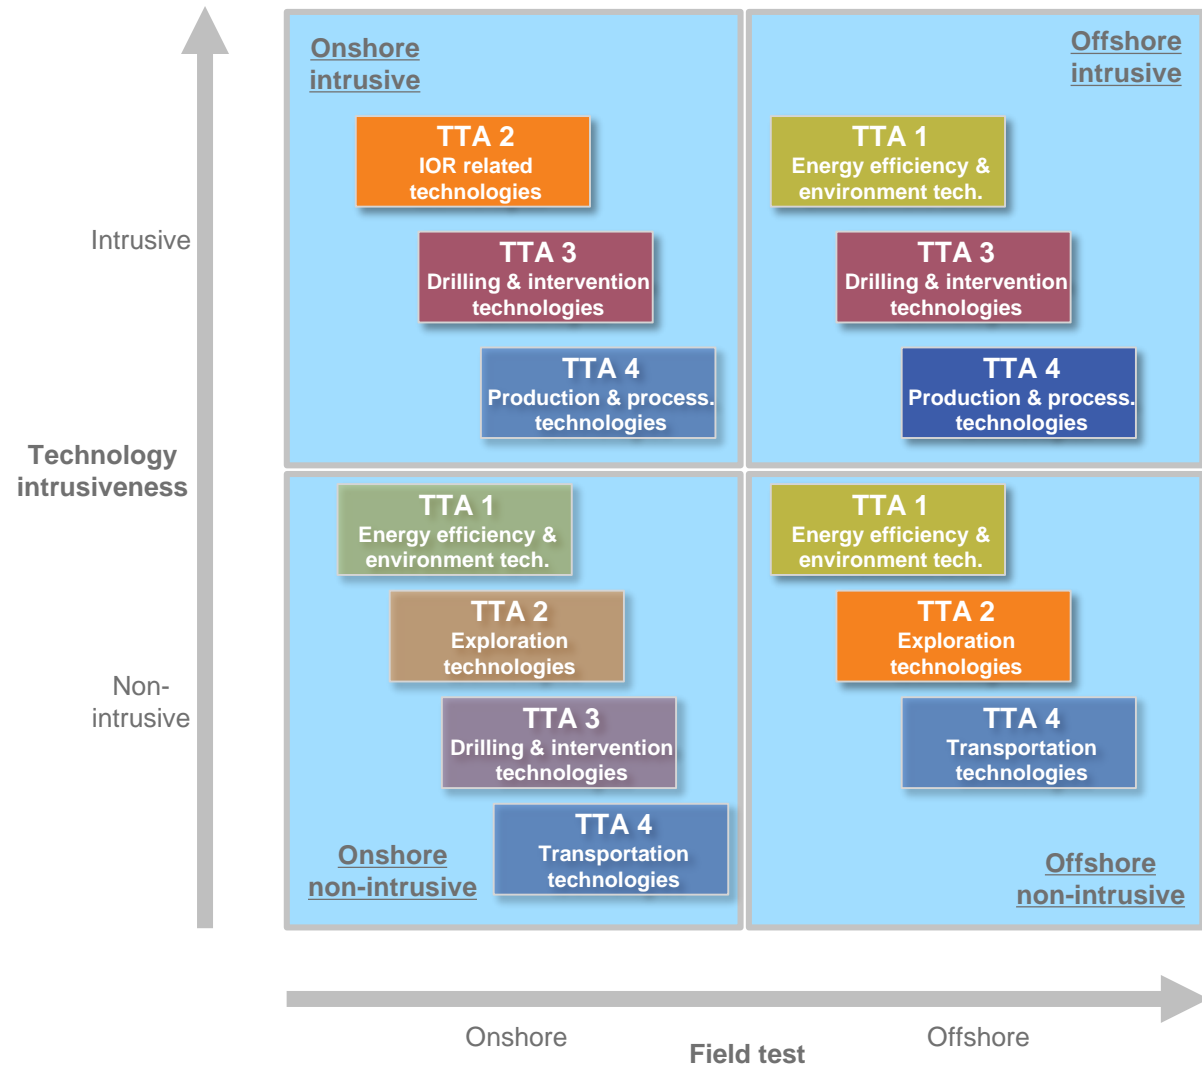 Onshore
intrusive
TTA 2
IOR related
technologies
TTA 3
Drilling & intervention
technologies
TTA 4
Production & process.
technologies
Offshore
intrusive
TTA 1
Energy efficiency &
environment tech.
TTA 3
Drilling & intervention
technologies
TTA 4
Production & process.
technologies
Intrusive
Technology
intrusiveness
Non-
intrusive
TTA 1
Energy efficiency &
environment tech.
TTA 2
Exploration
technologies
TTA 3
Drilling & intervention
technologies
TTA 4
Transportation
technologies
Onshore
non-intrusive
TTA 1
Energy efficiency &
environment tech.
TTA 2
Exploration
technologies
TTA 4
Transportation
technologies
Offshore
non-intrusive
Onshore
Offshore
Field test